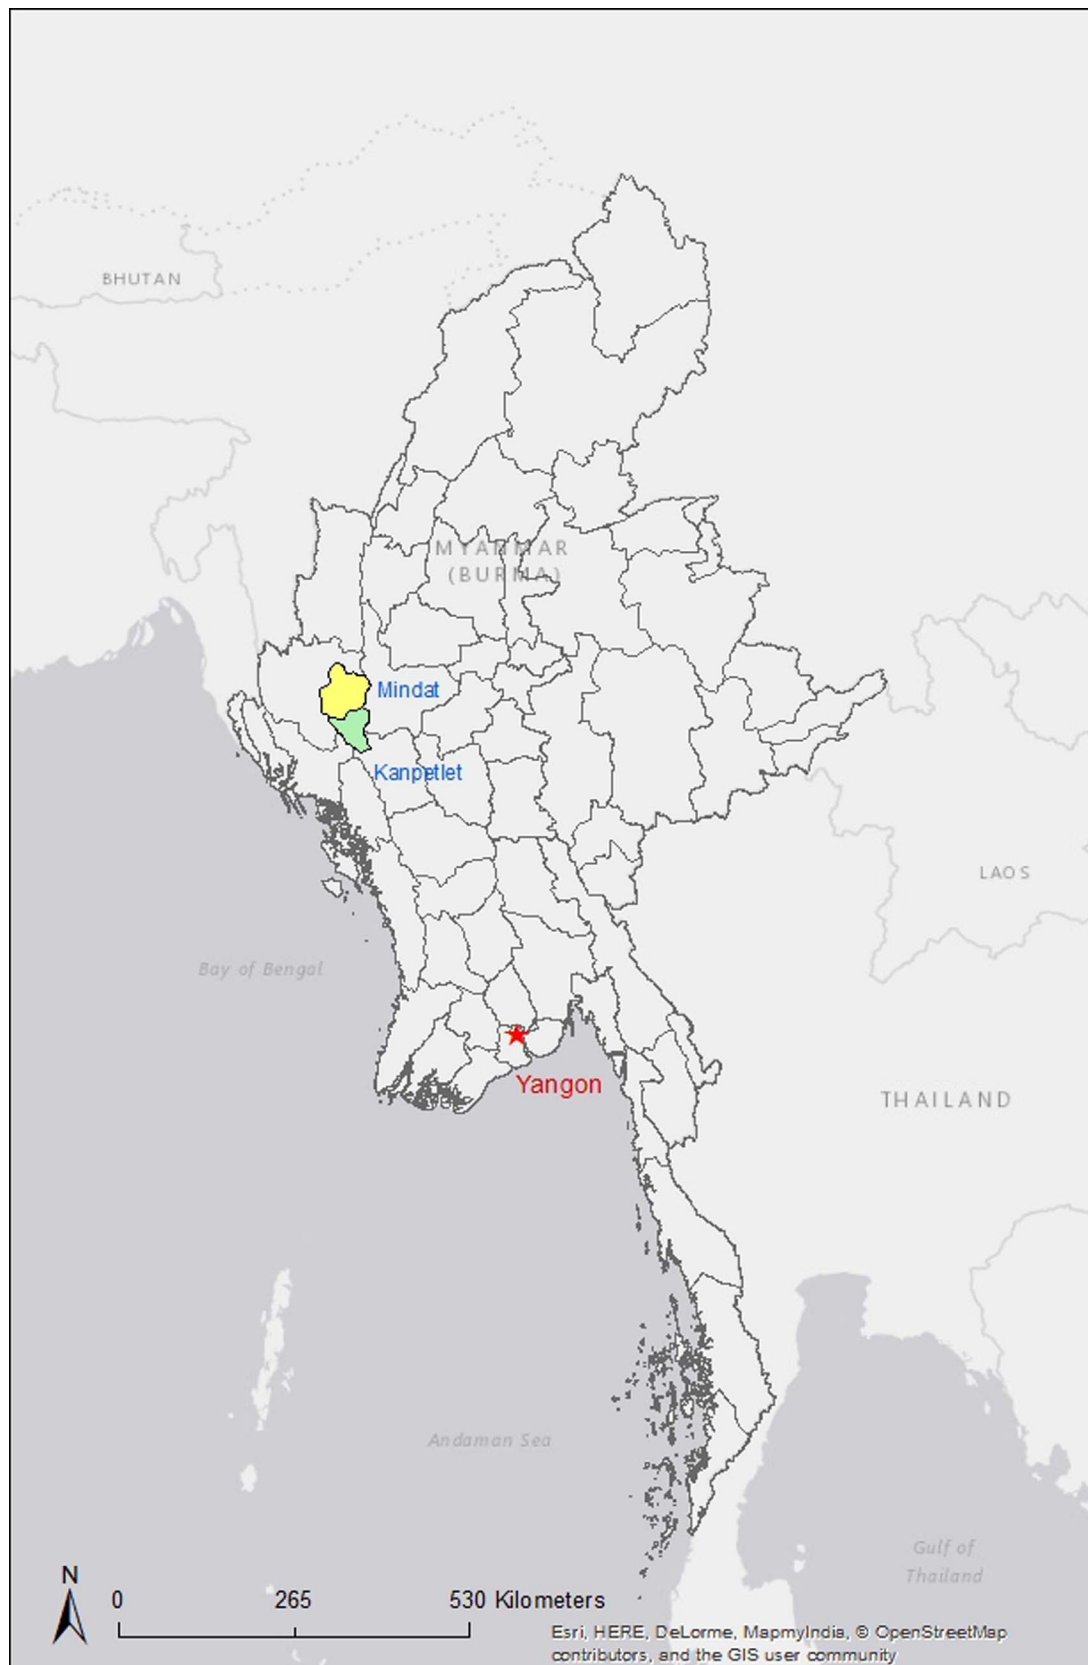 BHUTAN
MYANMAR
(BURMA)
Mindat
Kanpetlet
LAOS
Bay of Bengal
Yangon
THAILAND
Andaman Sea
Gulf of
Thailand
N
0 265 530 Kilometers
Esri, HERE, DeLorme, MapmyIndia, © OpenStreetMap
contributors, and the GIS user community